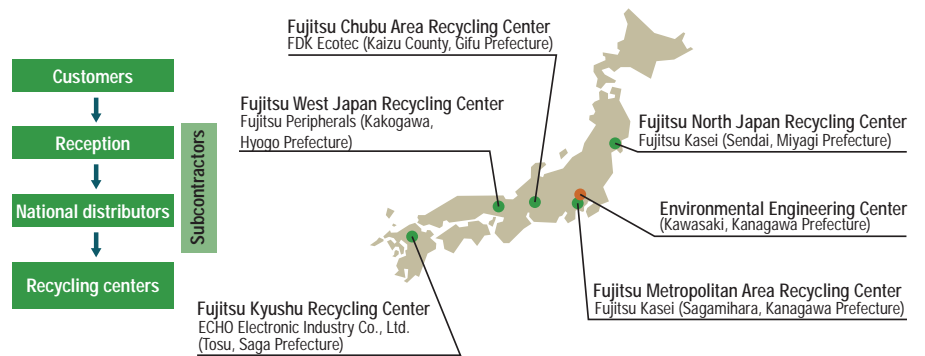 Customers
Reception
National distributors
Recycling centers
Subcontractors
Fujitsu Chubu Area Recycling Center
FDK Ecotec (Kaizu County, Gifu Prefecture)
Fujitsu West Japan Recycling Center
Fujitsu Peripherals (Kakogawa,
Hyogo Prefecture)
Fujitsu Kyushu Recycling Center
ECHO Electronic Industry Co., Ltd.
(Tosu, Saga Prefecture)
Fujitsu North Japan Recycling Center
Fujitsu Kasei (Sendai, Miyagi Prefecture)
Environmental Engineering Center
(Kawasaki, Kanagawa Prefecture)
Fujitsu Metropolitan Area Recycling Center
Fujitsu Kasei (Sagamihara, Kanagawa Prefecture)